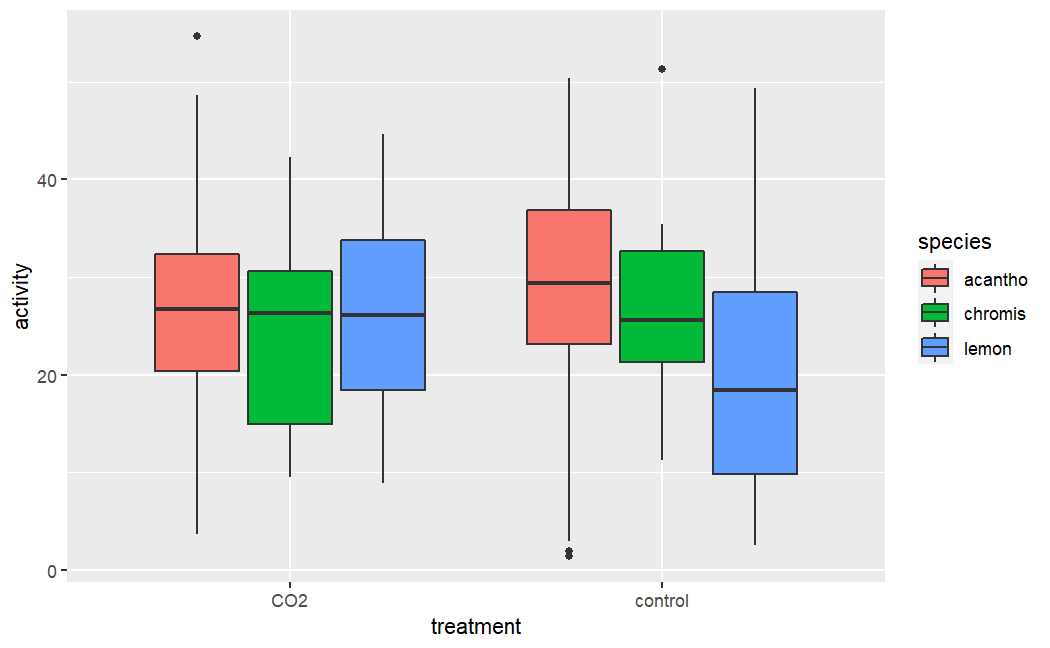 activity
40
20
0
CO2
control
treatment
species
acantho
chromis
lemon